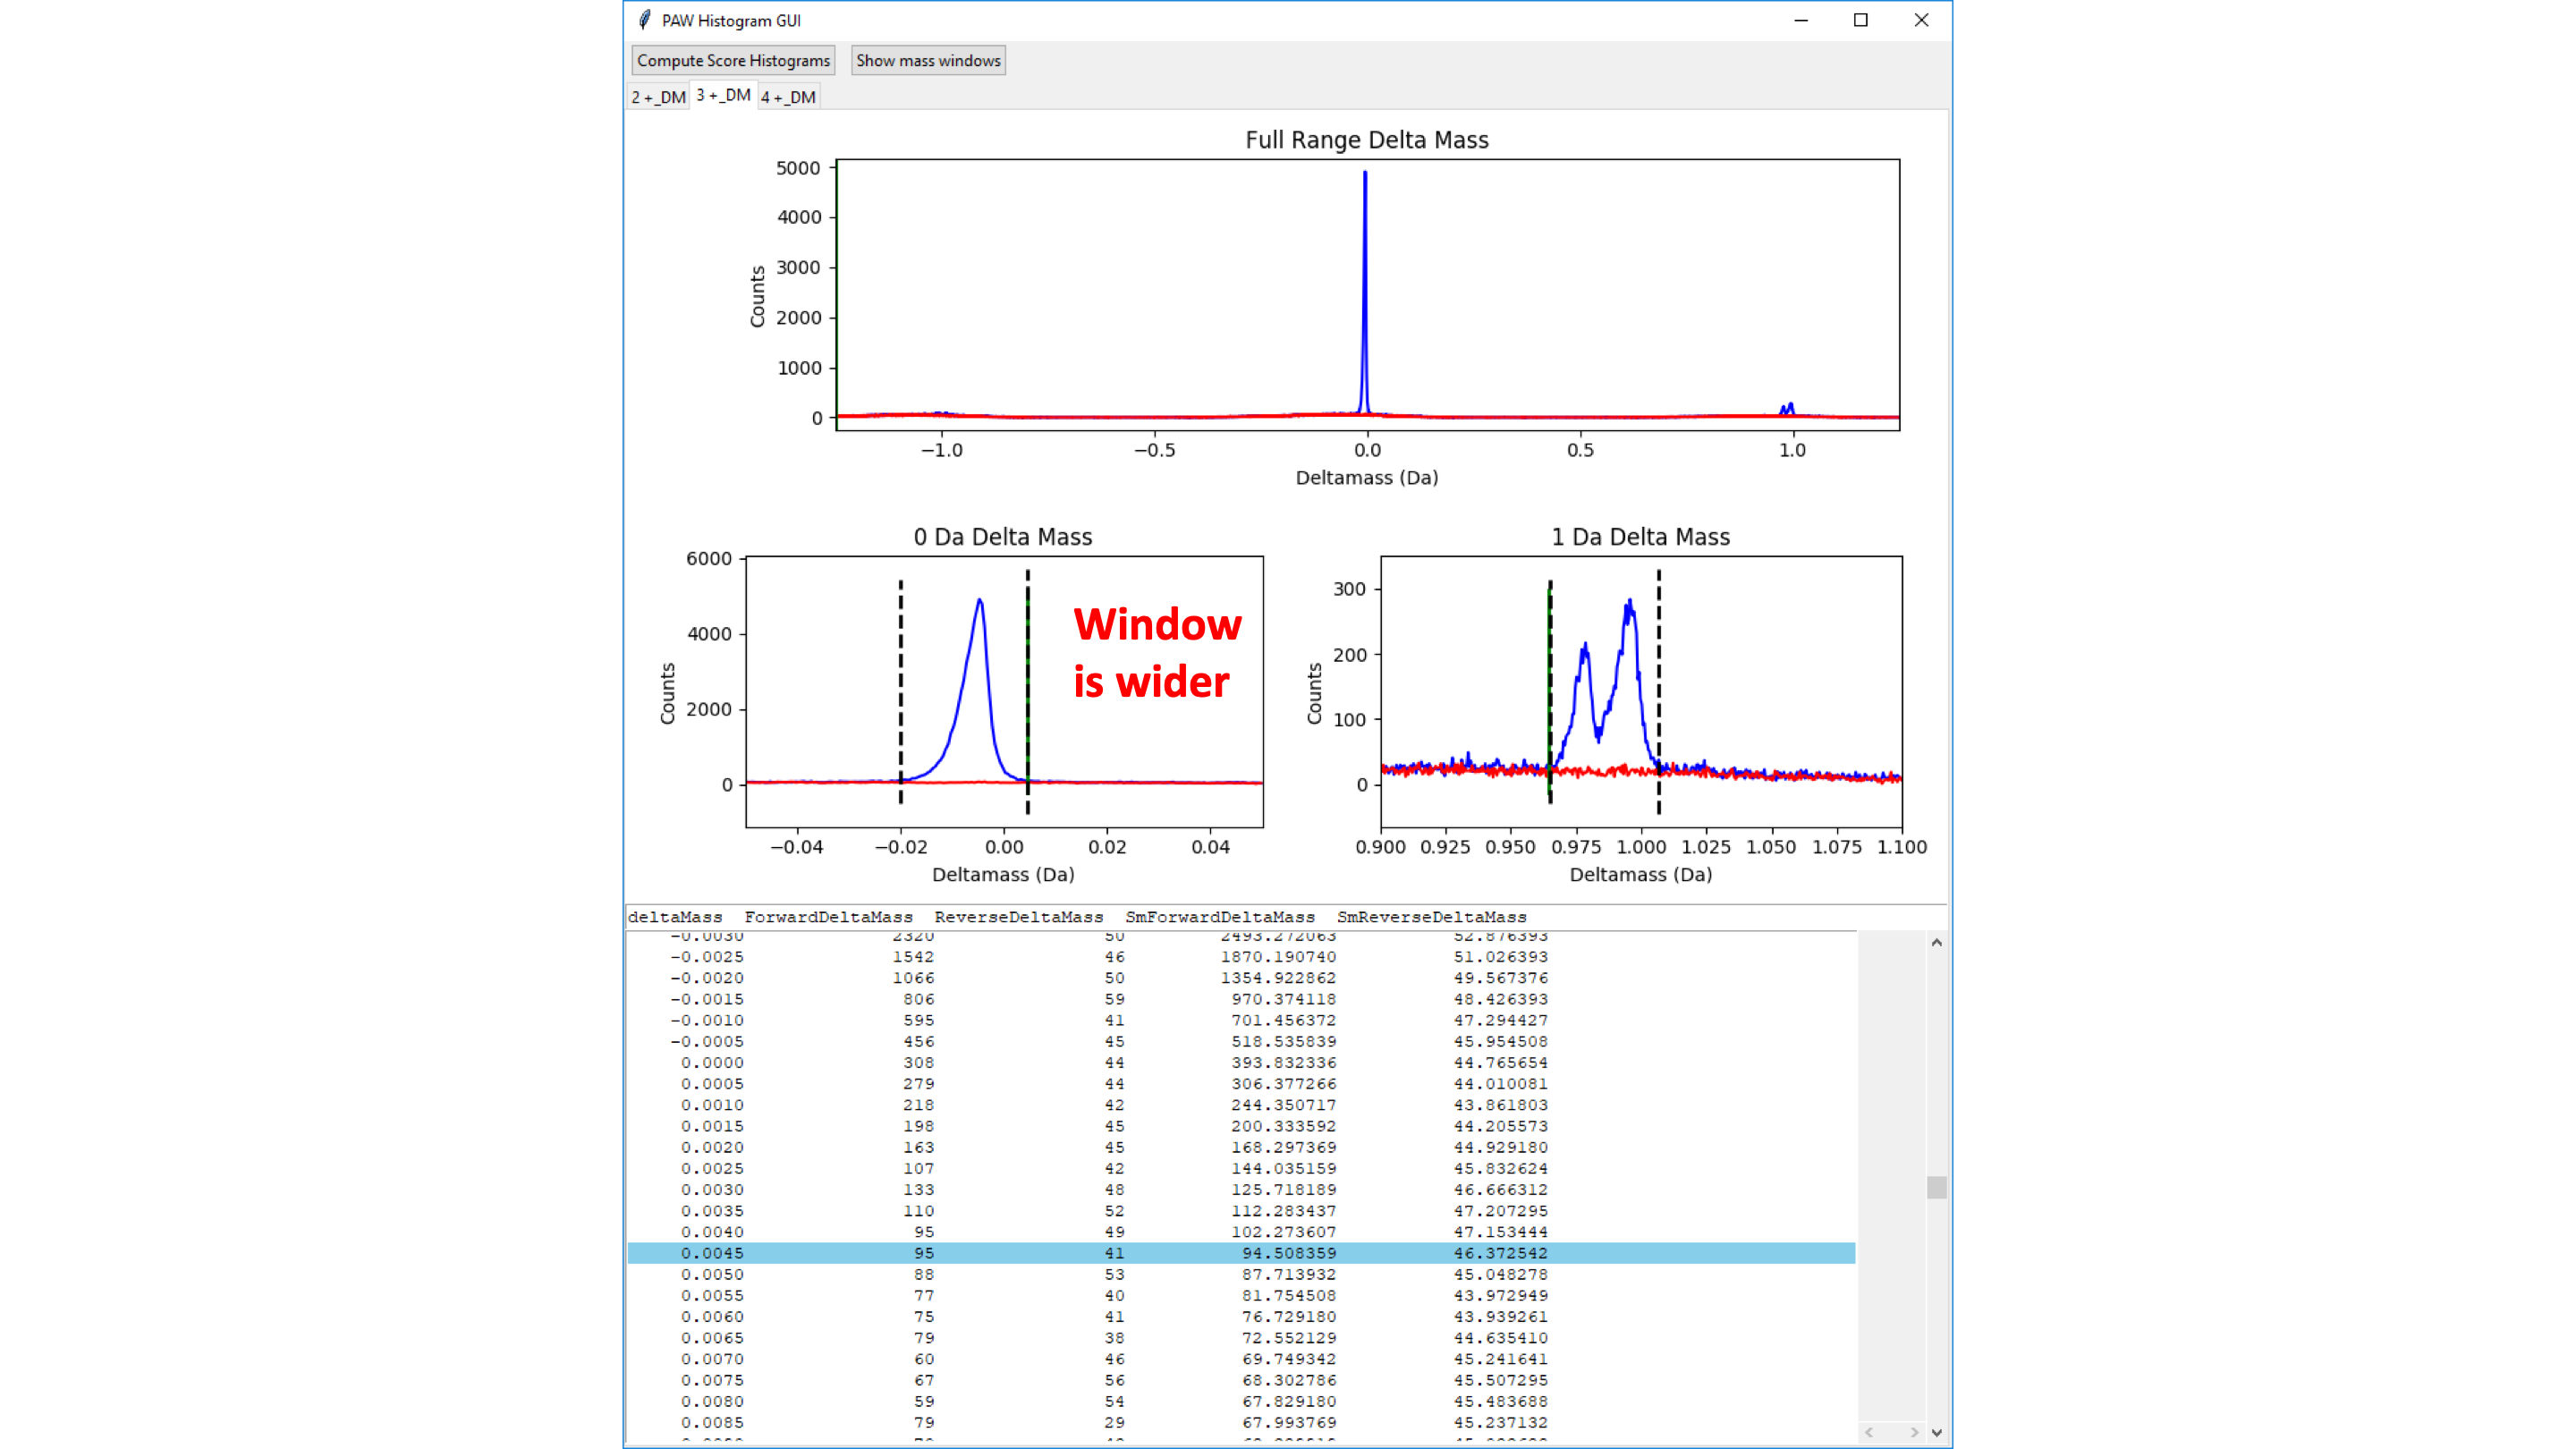 PAW Histogram GUI
Compute Score Histograms Show mass windows
2 +_DM 3 +_DM 4 +_DM
Full Range Delta Mass
5000
4000
3000
2000
1000
0
Counts
−1.0 −0.5 0.0 0.5 1.0
Deltamass (Da)
0 Da Delta Mass
6000
4000
2000
0
Counts
Window
is wider
−0.04 −0.02 0.00 0.02 0.04
Deltamass (Da)
1 Da Delta Mass
300
200
100
0
Counts
0.900 0.925 0.950 0.975 1.000 1.025 1.050 1.075 1.100
Deltamass (Da)
deltaMass ForwardDeltaMass ReverseDeltaMass SmForwardDeltaMass SmReverseDeltaMass
-0.0030 2320 50 2493.272063 52.876393
-0.0025 1542 46 1870.190740 51.026393
-0.0020 1066 50 1354.922862 49.567376
-0.0015 806 59 970.374118 48.426393
-0.0010 595 41 701.456372 47.294427
-0.0005 456 45 518.535839 45.954508
0.0000 308 44 393.832336 44.765654
0.0005 279 44 306.377266 44.010081
0.0010 218 42 244.350717 43.861803
0.0015 198 45 200.333592 44.205573
0.0020 163 45 168.297369 44.929180
0.0025 107 42 144.035159 45.832624
0.0030 133 48 125.718189 46.666312
0.0035 110 52 112.283437 47.207295
0.0040 95 49 102.273607 47.153444
0.0045 95 41 94.508359 46.372542
0.0050 88 53 87.713932 45.048278
0.0055 77 40 81.754508 43.972949
0.0060 75 41 76.729180 43.939261
0.0065 79 38 72.552129 44.635410
0.0070 60 46 69.749342 45.241641
0.0075 67 56 68.302786 45.507295
0.0080 59 54 67.829180 45.483688
0.0085 79 29 67.993769 45.237132